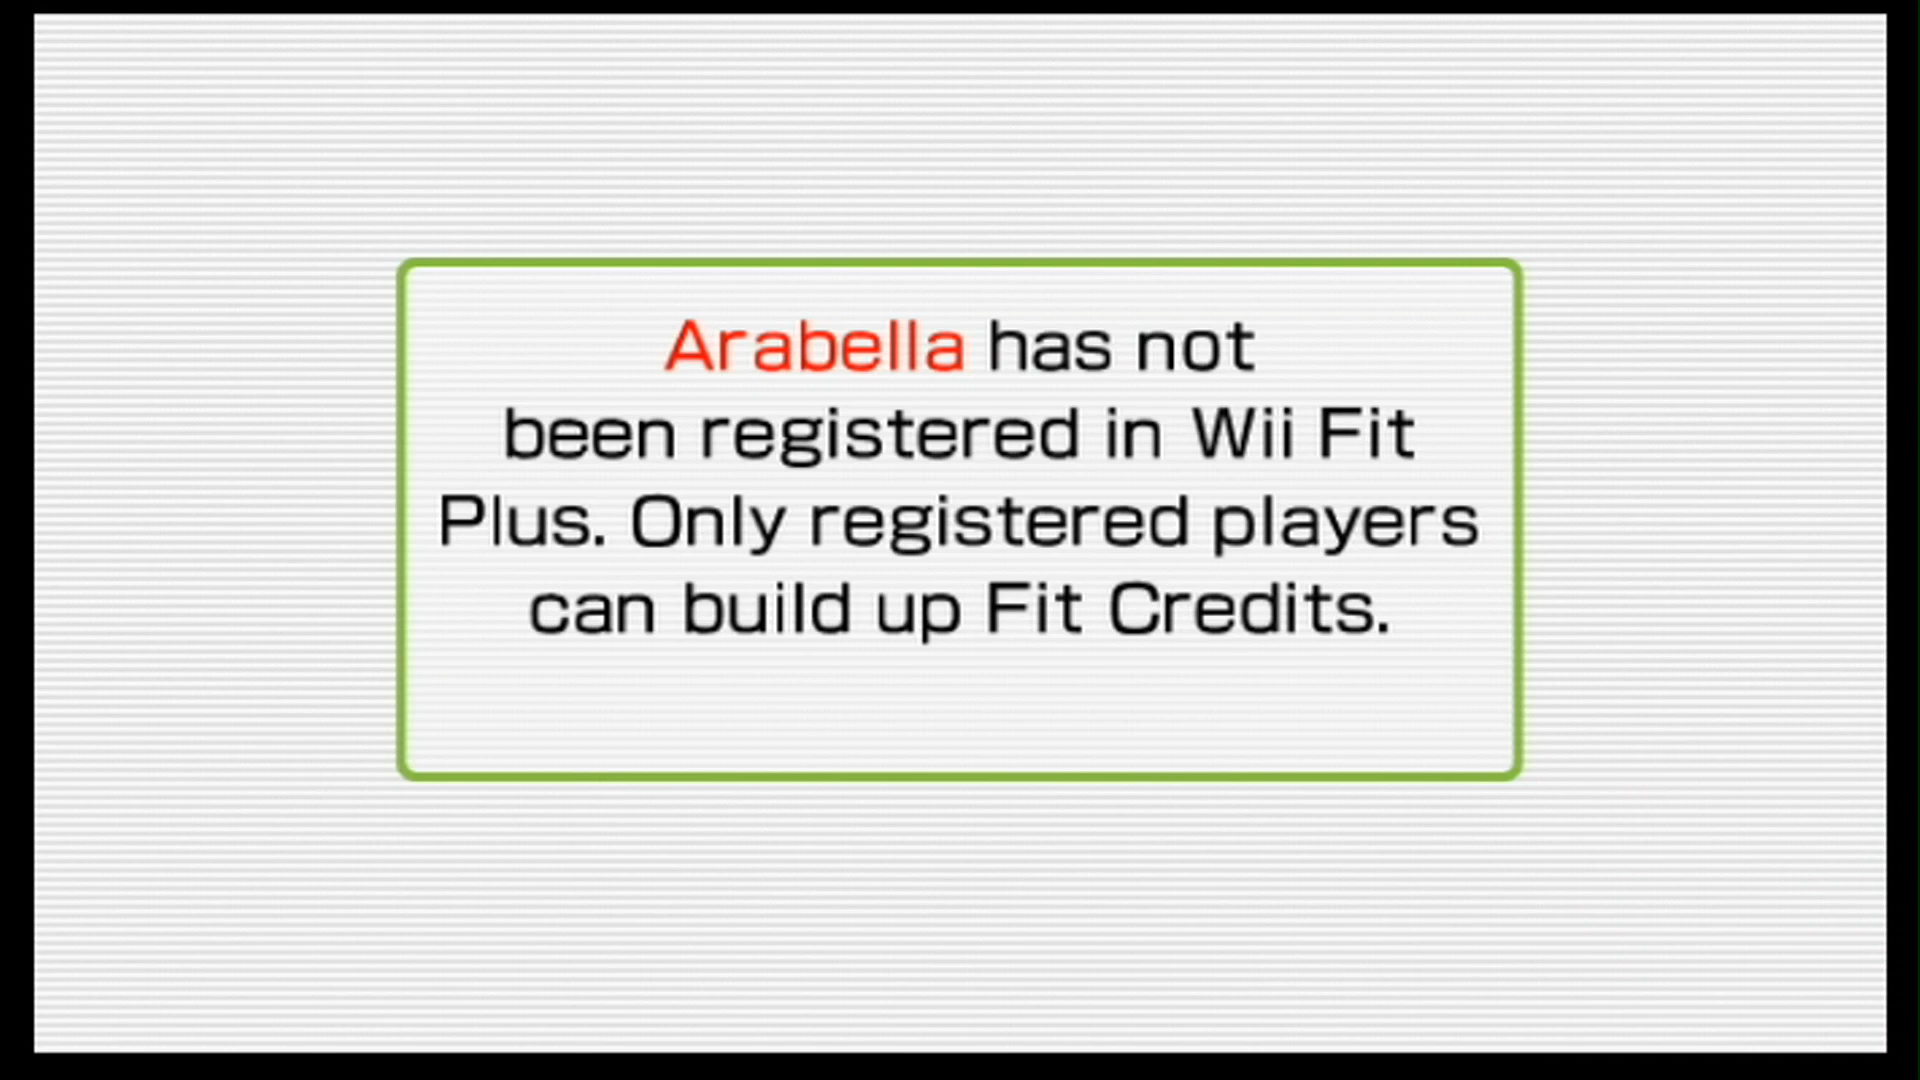 Arabella has not
been registered in Wii Fit
Plus. Only registered players
can build up Fit Credits.